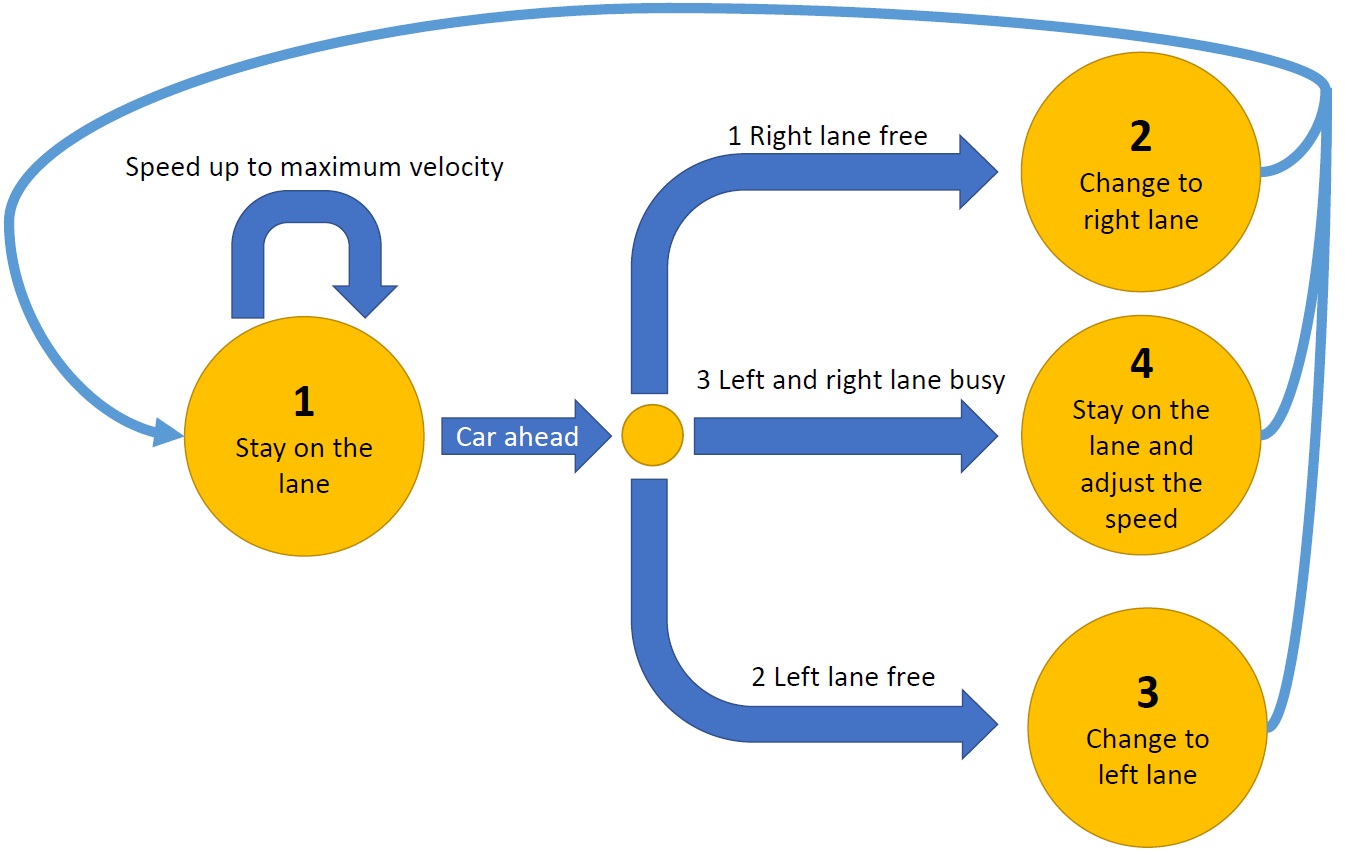 Speed up to maximum velocity
1
Stay on the
lane
Car ahead
1 Right lane free
2
Change to
right lane
3 Left and right lane busy
4
Stay on the
lane and
adjust the
speed
2 Left lane free
3
Change to
left lane